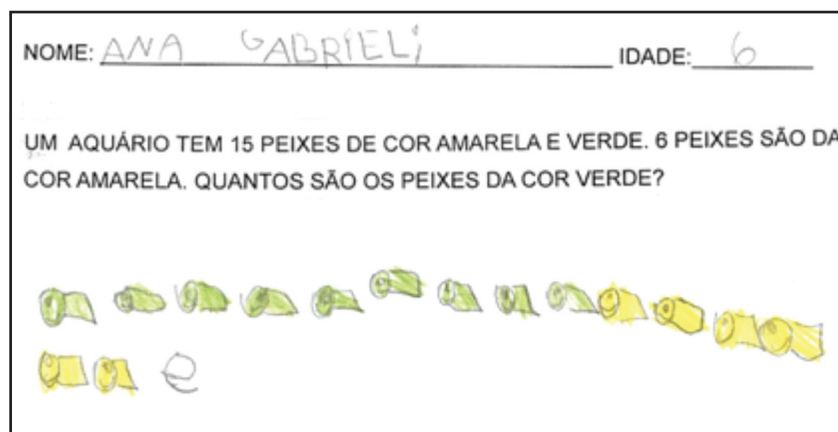 NOME: ANA GABRIELI IDADE: 6
UM AQUÁRIO TEM 15 PEIXES DE COR AMARELA E VERDE. 6 PEIXES SÃO DA
COR AMARELA. QUANTOS SÃO OS PEIXES DA COR VERDE?
e